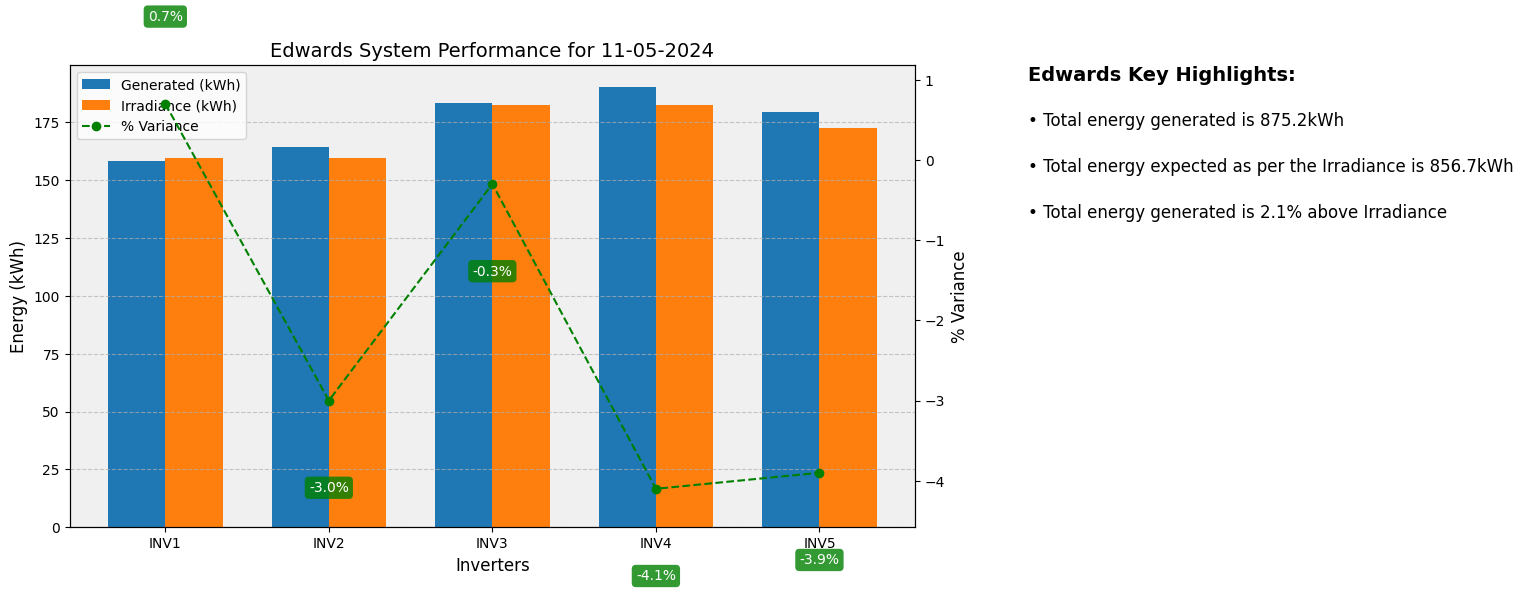 0.7%
Edwards System Performance for 11-05-2024
Generated (kWh)
Irradiance (kWh)
% Variance
Energy (kWh)
175
150
125
100
75
50
25
0
1
0
−1
−2
−3
−4
% Variance
-3.0%
-0.3%
-4.1%
-3.9%
INV1
INV2
INV3
INV4
INV5
Inverters
Edwards Key Highlights:
• Total energy generated is 875.2kWh
• Total energy expected as per the Irradiance is 856.7kWh
• Total energy generated is 2.1% above Irradiance